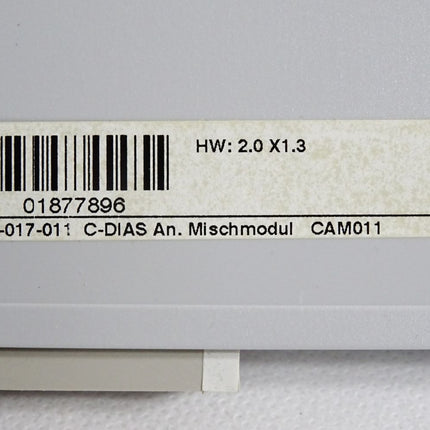 HW: 2.0 X1.3
01877896
-017-011 C-DIAS An. Mischmodul CAM011